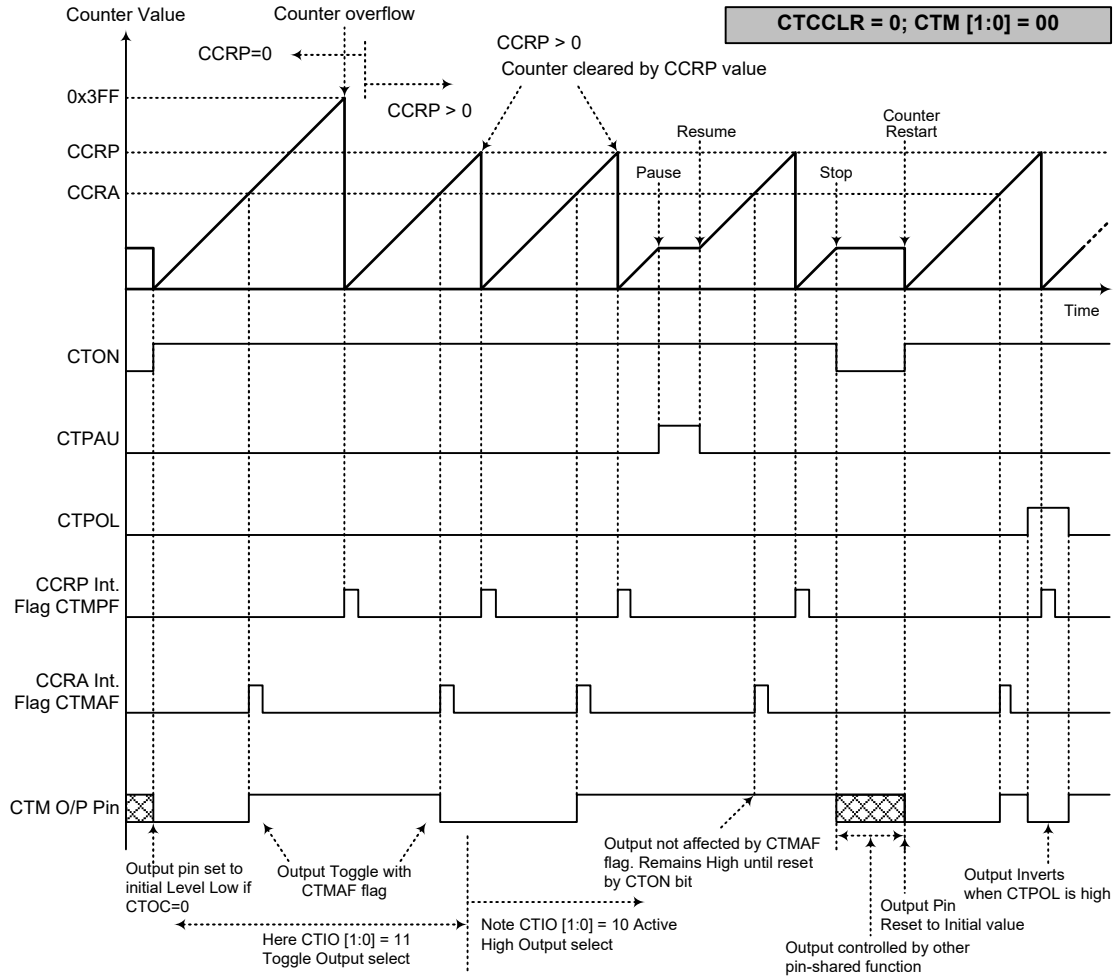 Counter Value
Counter overflow
CTCCLR = 0; CTM [1:0] = 00
CCRP=0
CCRP > 0
CCRP > 0
Counter cleared by CCRP value
0x3FF
CCRP
CCRA
Pause
Resume
Stop
Counter
Restart
Time
CTON
CTPAU
CTPOL
CCRP Int.
Flag CTMPF
CCRA Int.
Flag CTMAF
CTM O/P Pin
Output pin set to
initial Level Low if
CTOC=0
Output Toggle with
CTMAF flag
Output not affected by CTMAF
flag. Remains High until reset
by CTON bit
Output Inverts
when CTPOL is high
Output Pin
Reset to Initial value
Here CTIO [1:0] = 11
Toggle Output select
Note CTIO [1:0] = 10 Active
High Output select
Output controlled by other
pin-shared function